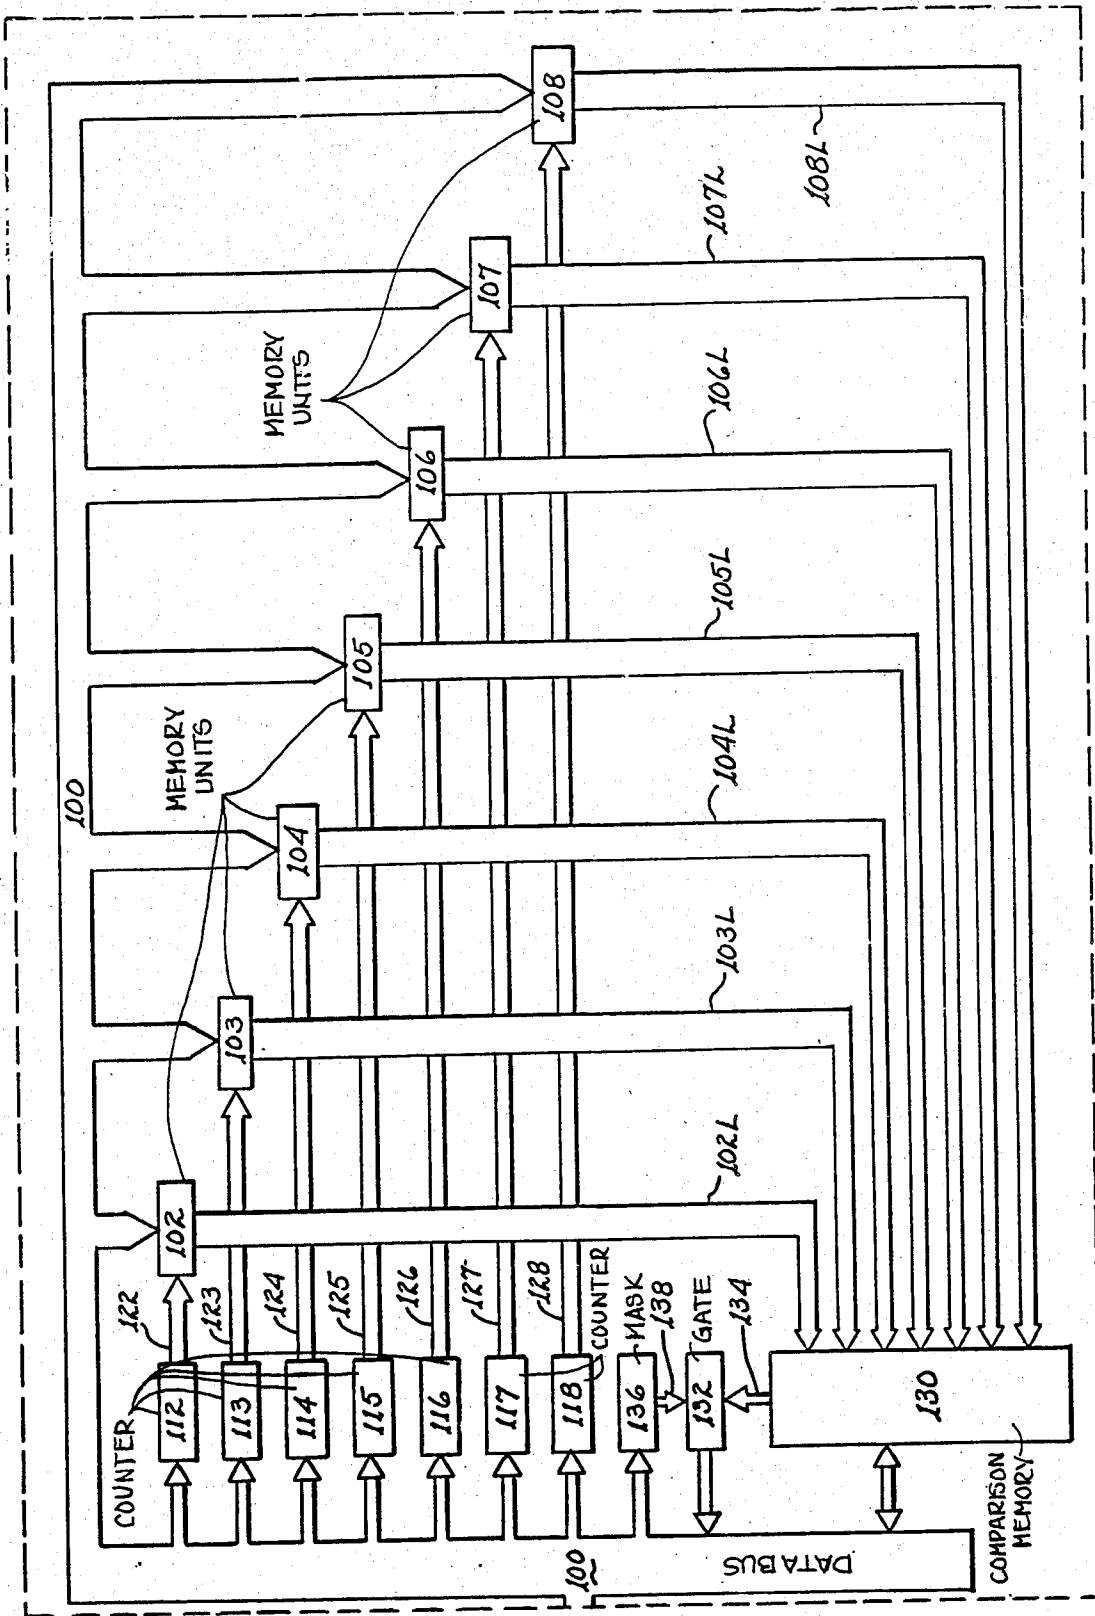 100
108
107
106
105
104
103
102
MEMORY
UNITS
MEMORY
UNITS
108L
107L
106L
105L
104L
103L
102L
122
123
124
125
126
127
128
COUNTER
112
113
114
115
116
117
118
COUNTER
136
MASK
138
132
GATE
134
130
COMPARISON
MEMORY
100
DATA BUS